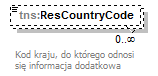 tns:ResCountryCode
0..∞
Kod kraju, do którego odnosi
się informacja dodatkowa